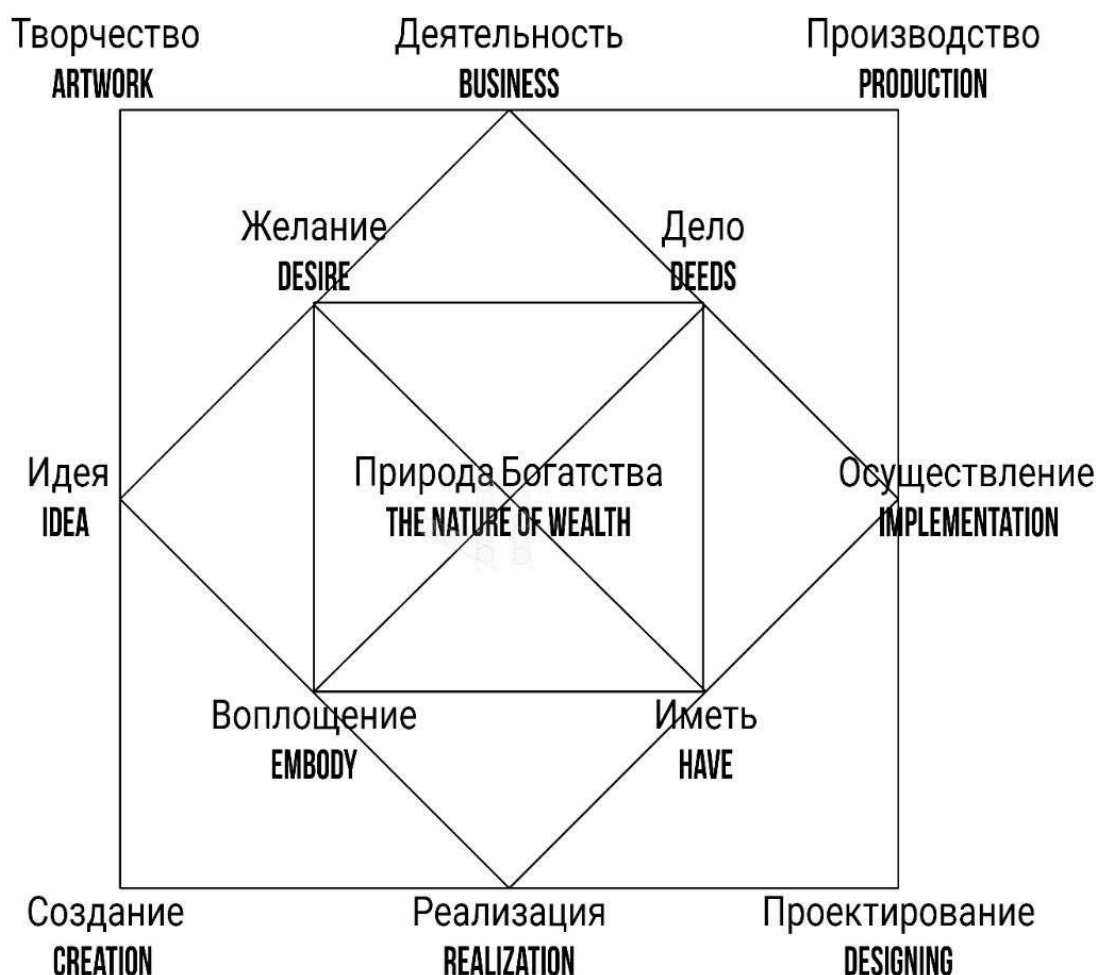 Творчество
ARTWORK
Деятельность
BUSINESS
Производство
PRODUCTION
Желание
DESIRE
Дело
DEEDS
Идея
IDEA
Природа Богатства
THE NATURE OF WEALTH
Осуществление
IMPLEMENTATION
Воплощение
EMBODY
Иметь
HAVE
Создание
CREATION
Реализация
REALIZATION
Проектирование
DESIGNING